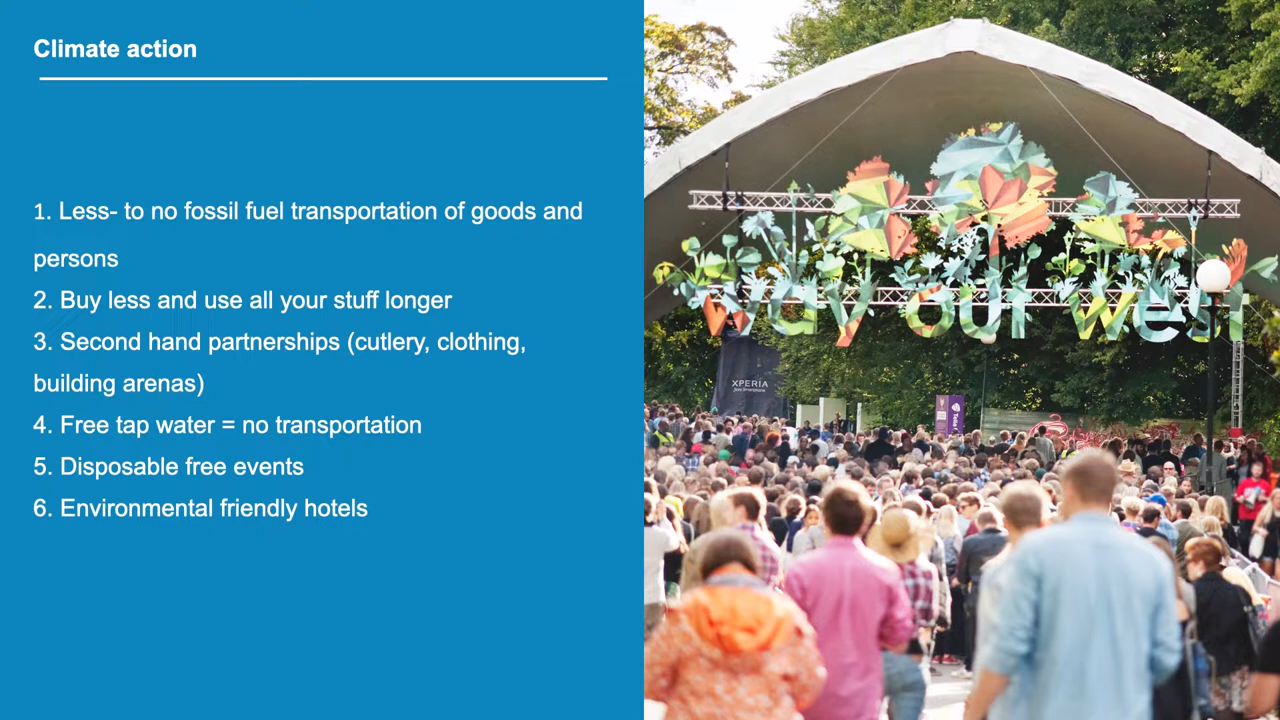 Climate action
1. Less- to no fossil fuel transportation of goods and
persons
2. Buy less and use all your stuff longer
3. Second hand partnerships (cutlery, clothing,
building arenas)
4. Free tap water = no transportation
5. Disposable free events
6. Environmental friendly hotels
way out west
XPERIA